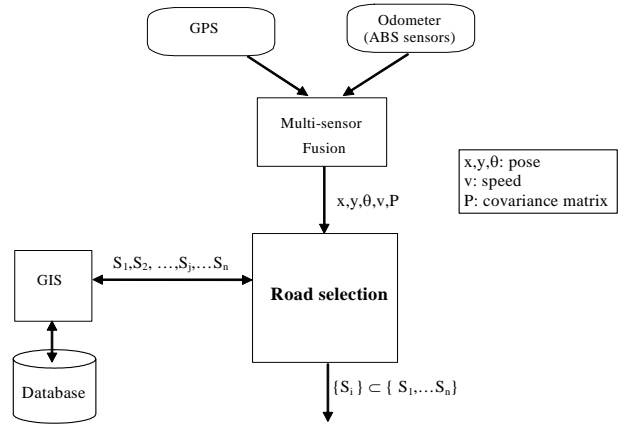 GPS
Odometer
(ABS sensors)
Multi-sensor
Fusion
x,y,θ: pose
v: speed
P: covariance matrix
x,y,θ,v,P
S₁,S₂, …,Sⱼ,…Sₙ
GIS
Road selection
Database
{Sᵢ } ⊂ { S₁,…Sₙ}